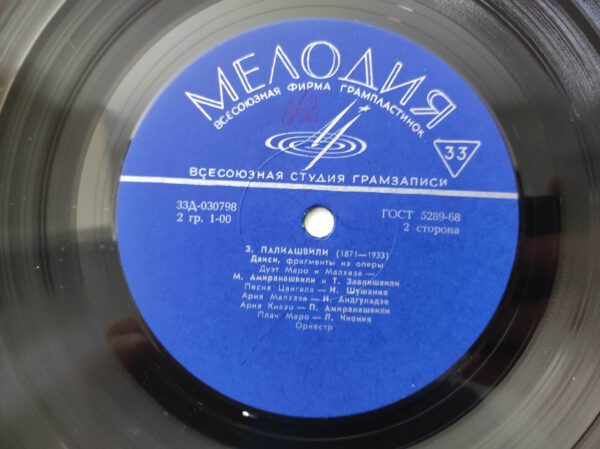 МЕЛОДИЯ
ВСЕСОЮЗНАЯ ФИРМА ГРАМПЛАСТИНОК
33
ВСЕСОЮЗНАЯ СТУДИЯ ГРАМЗАПИСИ
33Д-030798
2 гр. 1-00
ГОСТ 5289-68
2 сторона
З. ПАЛИАШВИЛИ (1871—1933)
Даиси, фрагменты из оперы
Дуэт Маро и Малхаза —
М. Амиранашвили и Т. Заалишвили
Песня Цангала — И. Шушания
Ария Малхаза — Н. Андгуладзе
Ария Киазо — П. Амиранашвили
Плач Маро — Л. Чкония
Оркестр